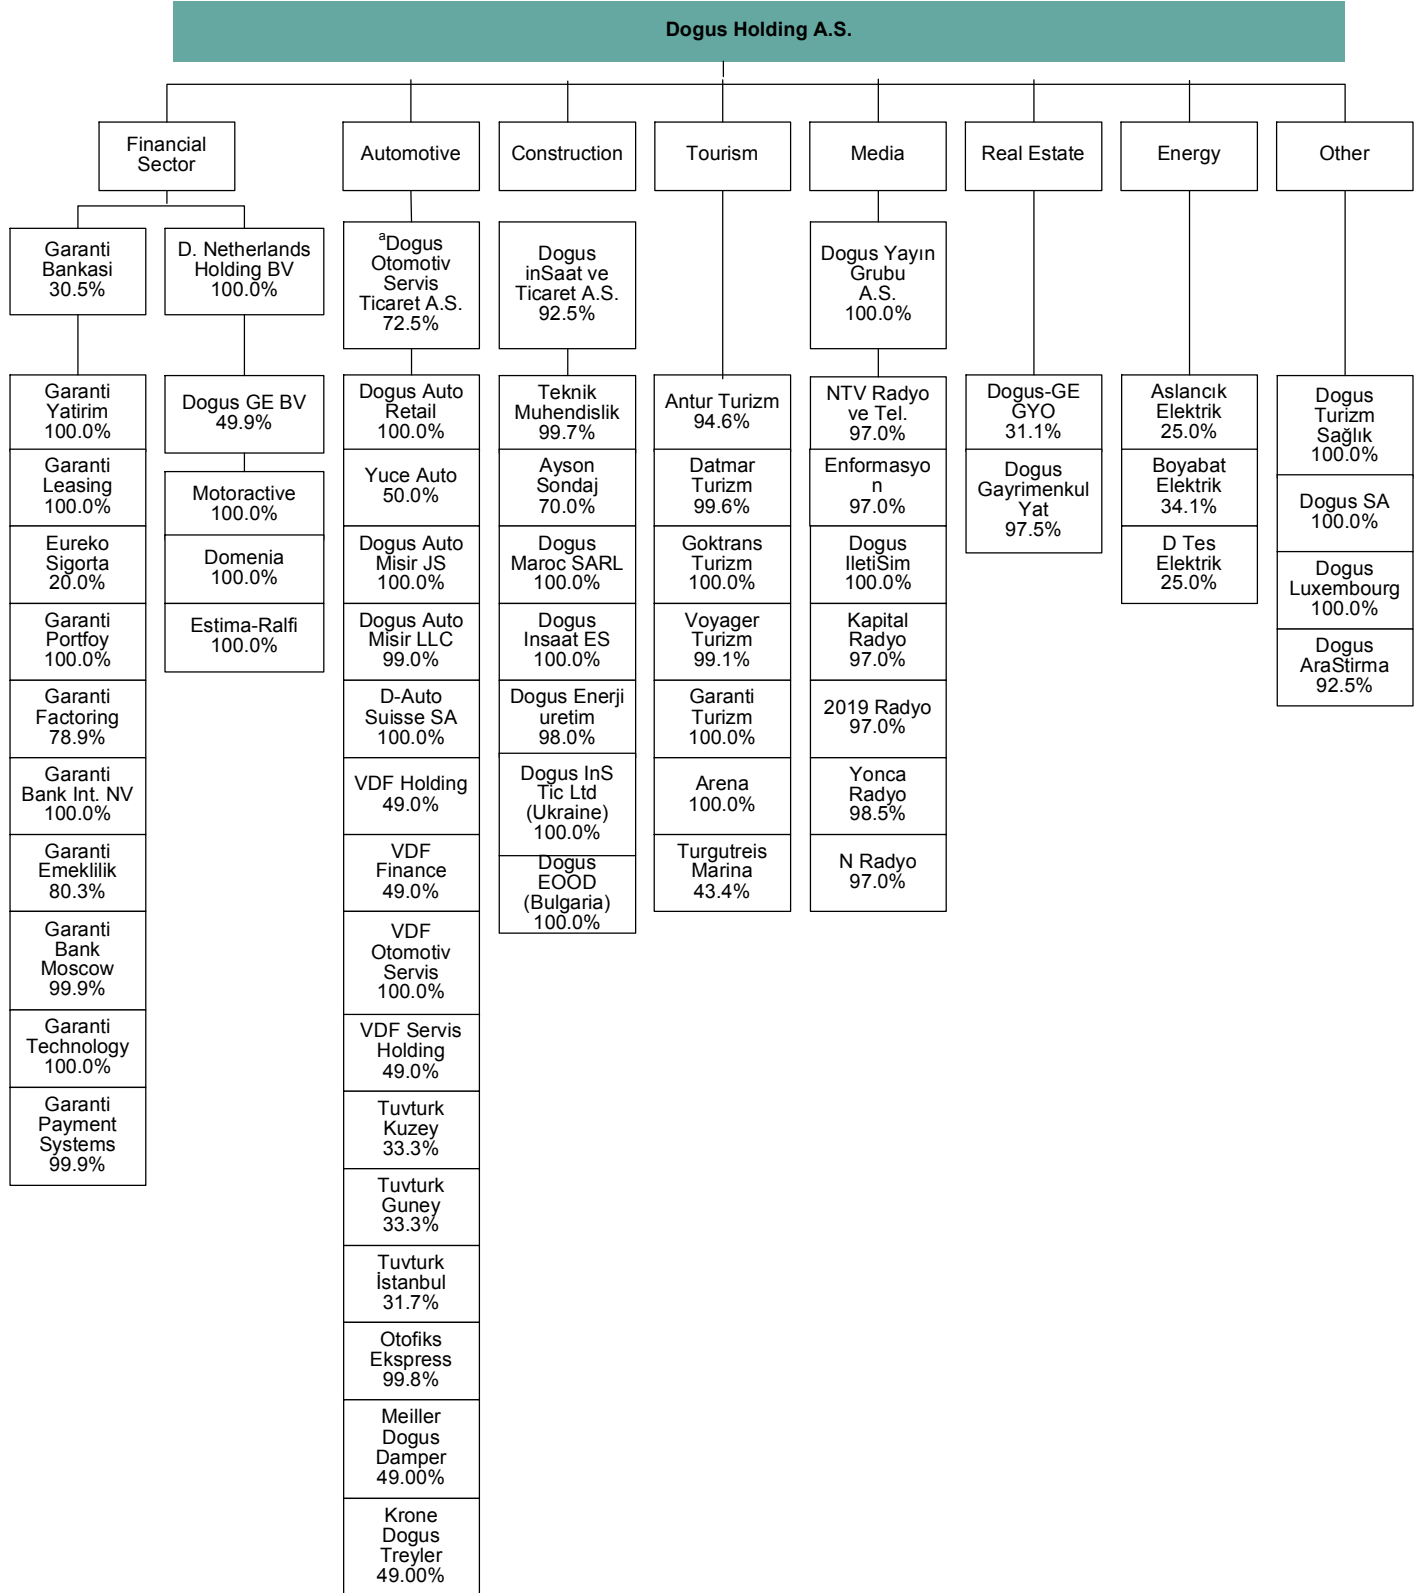 Dogus Holding A.S.
Financial
Sector
Automotive
Construction
Tourism
Media
Real Estate
Energy
Other
Garanti
Bankasi
30.5%
D. Netherlands
Holding BV
100.0%
aDogus
Otomotiv
Servis
Ticaret A.S.
72.5%
Dogus
inSaat ve
Ticaret A.S.
92.5%
Dogus Yayın
Grubu
A.S.
100.0%
Garanti
Yatirim
100.0%
Garanti
Leasing
100.0%
Eureko
Sigorta
20.0%
Garanti
Portfoy
100.0%
Garanti
Factoring
78.9%
Garanti
Bank Int. NV
100.0%
Garanti
Emeklilik
80.3%
Garanti
Bank
Moscow
99.9%
Garanti
Technology
100.0%
Garanti
Payment
Systems
99.9%
Dogus GE BV
49.9%
Motoractive
100.0%
Domenia
100.0%
Estima-Ralfi
100.0%
Dogus Auto
Retail
100.0%
Yuce Auto
50.0%
Dogus Auto
Misir JS
100.0%
Dogus Auto
Misir LLC
99.0%
D-Auto
Suisse SA
100.0%
VDF Holding
49.0%
VDF
Finance
49.0%
VDF
Otomotiv
Servis
100.0%
VDF Servis
Holding
49.0%
Tuvturk
Kuzey
33.3%
Tuvturk
Guney
33.3%
Tuvturk
İstanbul
31.7%
Otofiks
Ekspress
99.8%
Meiller
Dogus
Damper
49.00%
Krone
Dogus
Treyler
49.00%
Teknik
Muhendislik
99.7%
Ayson
Sondaj
70.0%
Dogus
Maroc SARL
100.0%
Dogus
Insaat ES
100.0%
Dogus Enerji
uretim
98.0%
Dogus InS
Tic Ltd
(Ukraine)
100.0%
Dogus
EOOD
(Bulgaria)
100.0%
Antur Turizm
94.6%
Datmar
Turizm
99.6%
Goktrans
Turizm
100.0%
Voyager
Turizm
99.1%
Garanti
Turizm
100.0%
Arena
100.0%
Turgutreis
Marina
43.4%
NTV Radyo
ve Tel.
97.0%
Enformasyo
n
97.0%
Dogus
IletiSim
100.0%
Kapital
Radyo
97.0%
2019 Radyo
97.0%
Yonca
Radyo
98.5%
N Radyo
97.0%
Dogus-GE
GYO
31.1%
Dogus
Gayrimenkul
Yat
97.5%
Aslancık
Elektrik
25.0%
Boyabat
Elektrik
34.1%
D Tes
Elektrik
25.0%
Dogus
Turizm
Sağlık
100.0%
Dogus SA
100.0%
Dogus
Luxembourg
100.0%
Dogus
AraStirma
92.5%